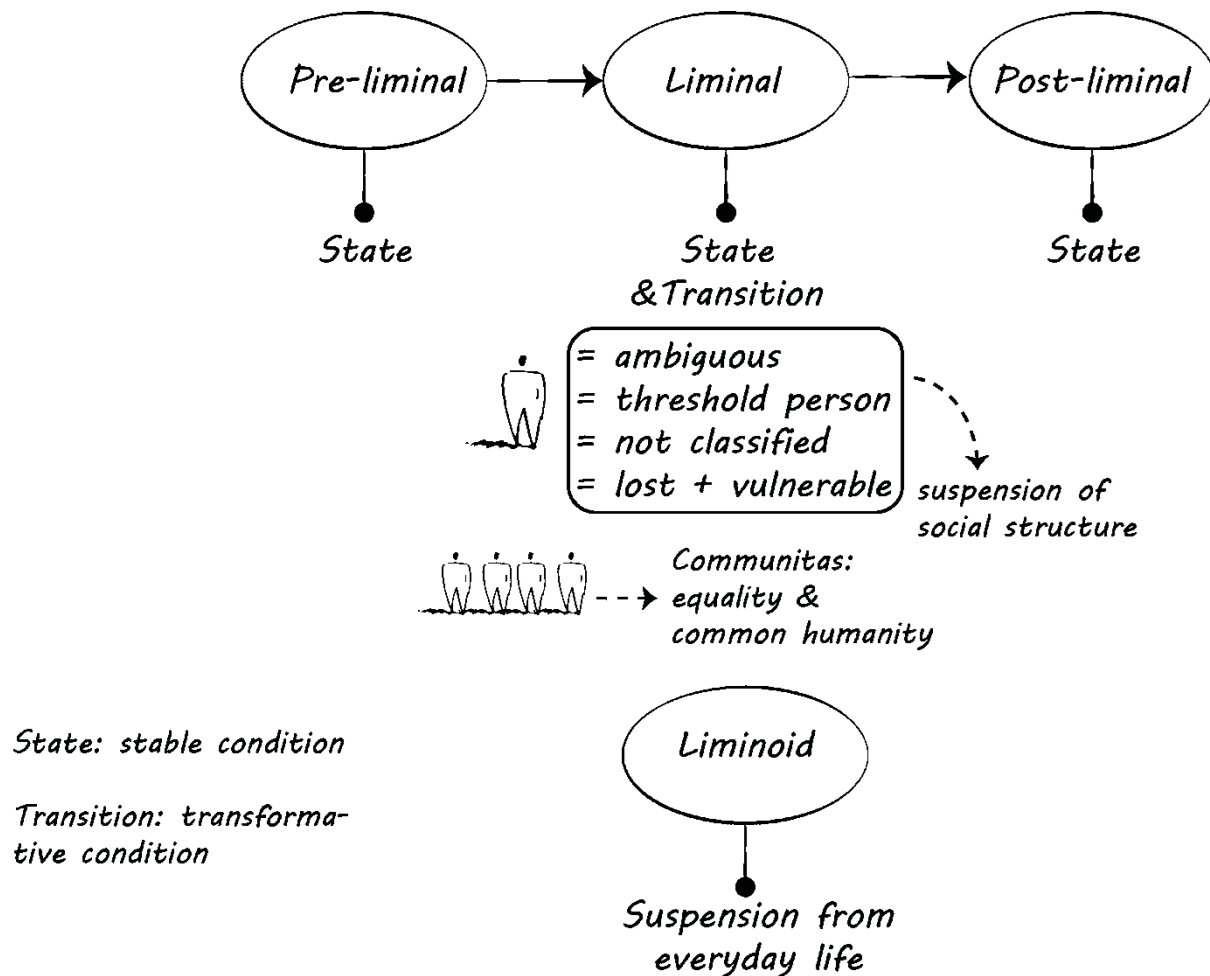 Pre-liminal
Liminal
Post-liminal
State
State
&Transition
State
= ambiguous
= threshold person
= not classified
= lost + vulnerable
suspension of
social structure
Communitas:
equality &
common humanity
State: stable condition
Transition: transforma-
tive condition
Liminoid
Suspension from
everyday life